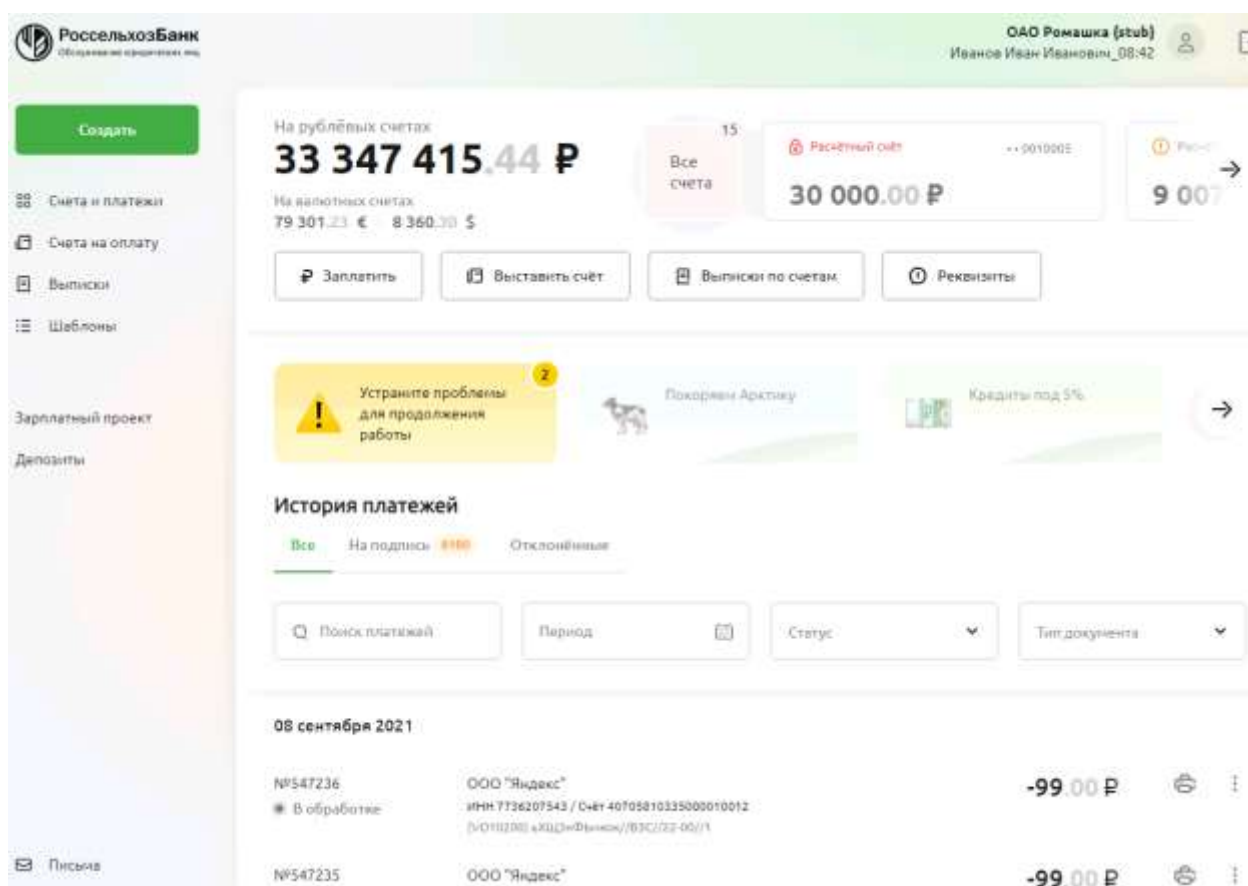 РоссельхозБанк
Обслуживание юридических лиц
ОАО Ромашка (stub)
Иванов Иван Иванович_08:42
Создать
Счета и платежи
Счета на оплату
Выписки
Шаблоны
Зарплатный проект
Депозиты
Письма
На рублёвых счетах
33 347 415.44 ₽
На валютных счетах
79 301.23 € 8 360.30 $
15
Все
счета
Расчётный счёт
30 000.00 ₽
9 007
Заплатить
Выставить счёт
Выписки по счетам
Реквизиты
2
Устраните проблемы
для продолжения
работы
Покоряем Арктику
Кредиты под 5%
История платежей
Все
На подпись
Отклонённые
Поиск платежей
Период
Статус
Тип документа
08 сентября 2021
№547236
ООО "Яндекс"
-99.00 ₽
В обработке
ИНН 7736207543 / Счёт 40705810335000010012
№547235
ООО "Яндекс"
-99.00 ₽